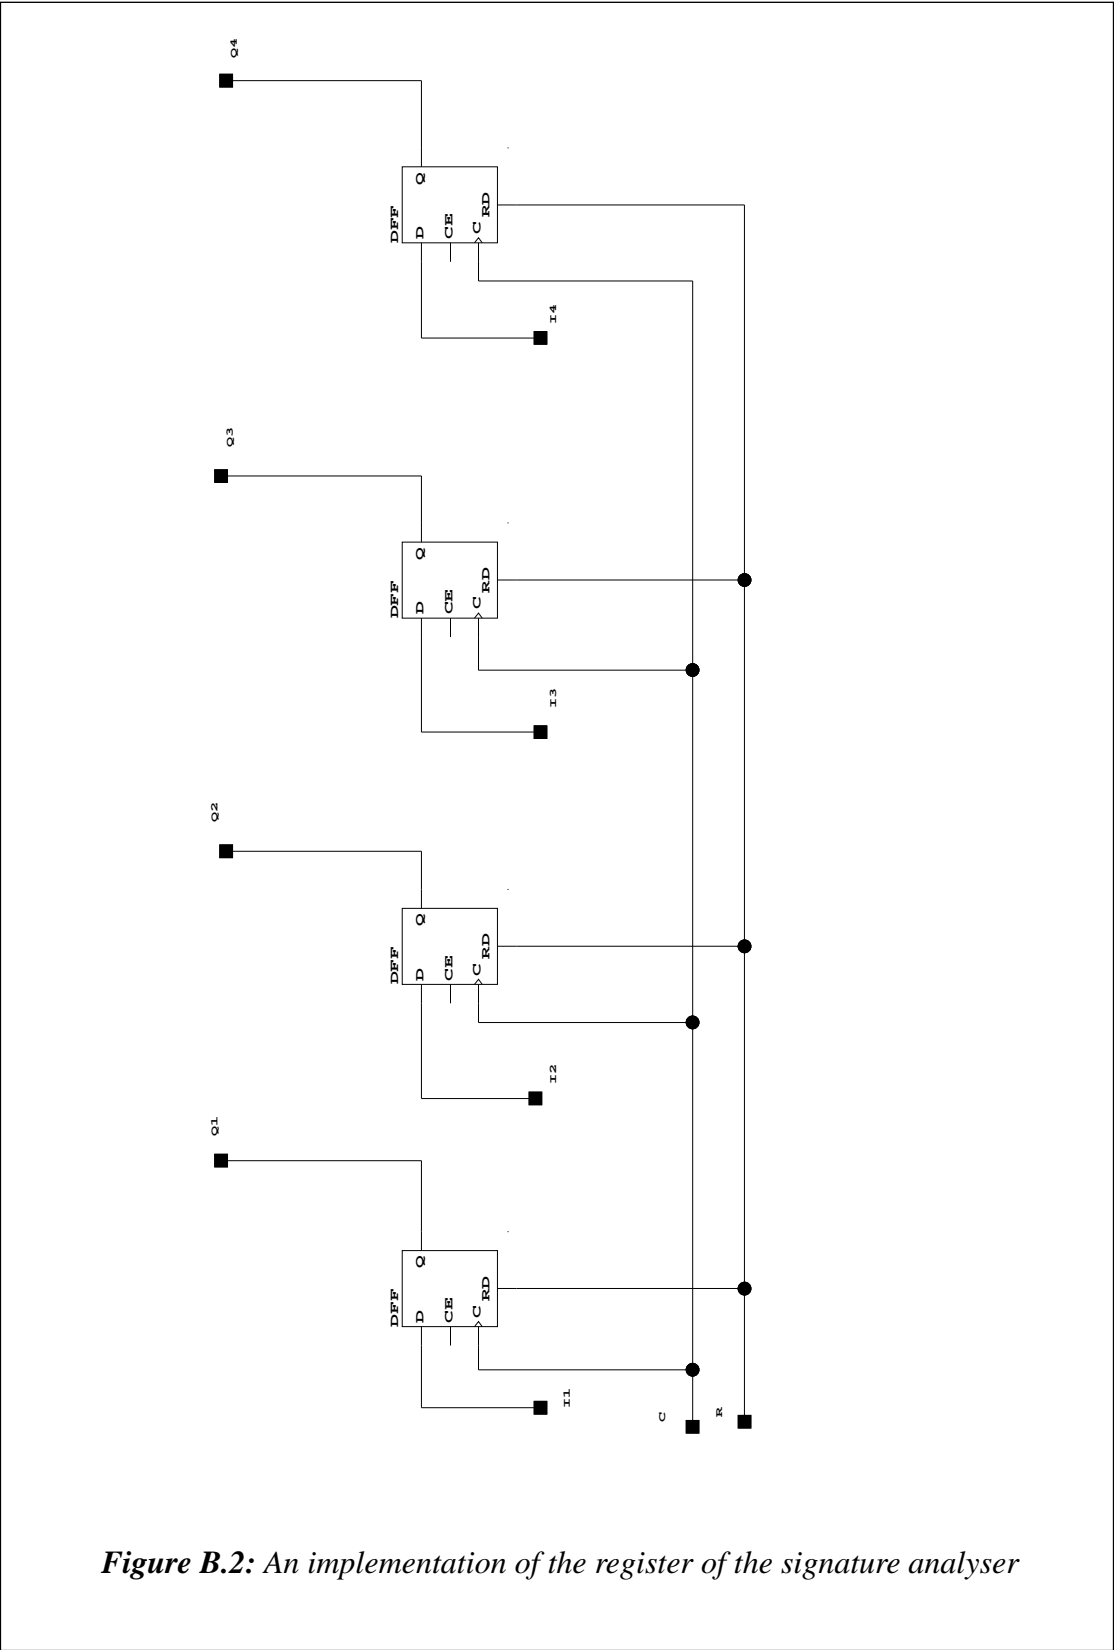 Q4
DFF
Q
D
CE
C
RD
I4
Q3
DFF
Q
D
CE
C
RD
I3
Q2
DFF
Q
D
CE
C
RD
I2
Q1
DFF
Q
D
CE
C
RD
I1
C
R
Figure B.2: An implementation of the register of the signature analyser